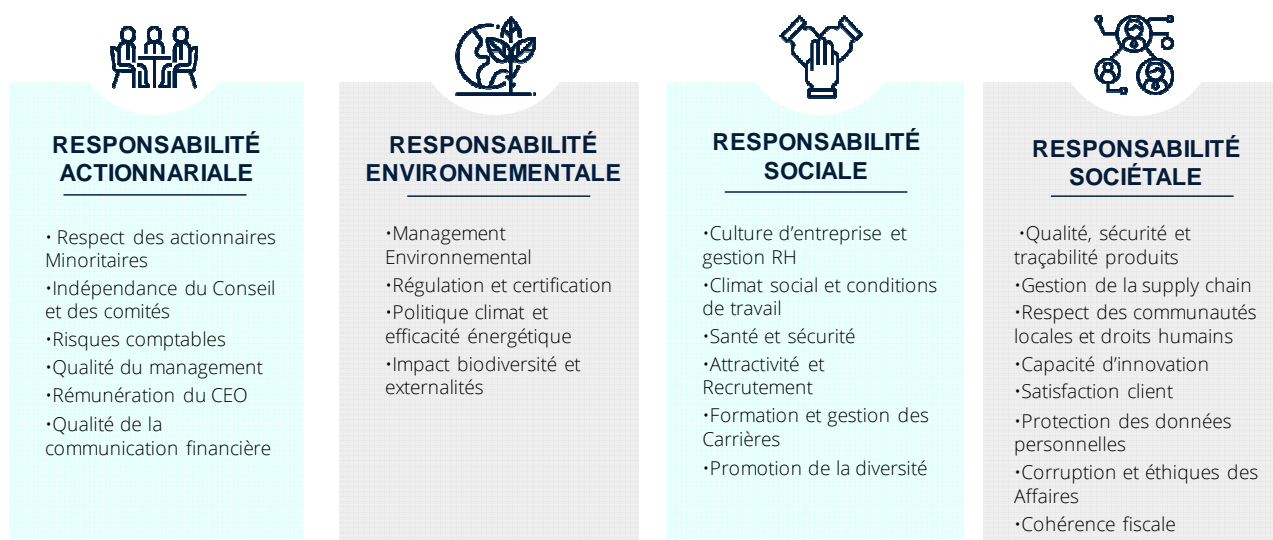 RESPONSABILITÉ
ACTIONNARIALE
• Respect des actionnaires
Minoritaires
•Indépendance du Conseil
et des comités
•Risques comptables
•Qualité du management
•Rémunération du CEO
•Qualité de la
communication financière
RESPONSABILITÉ
ENVIRONNEMENTALE
•Management
Environnemental
•Régulation et certification
•Politique climat et
efficacité énergétique
•Impact biodiversité et
externalités
RESPONSABILITÉ
SOCIALE
•Culture d’entreprise et
gestion RH
•Climat social et conditions
de travail
•Santé et sécurité
•Attractivité et
Recrutement
•Formation et gestion des
Carrières
•Promotion de la diversité
RESPONSABILITÉ
SOCIÉTALE
•Qualité, sécurité et
traçabilité produits
•Gestion de la supply chain
•Respect des communautés
locales et droits humains
•Capacité d’innovation
•Satisfaction client
•Protection des données
personnelles
•Corruption et éthiques des
Affaires
•Cohérence fiscale